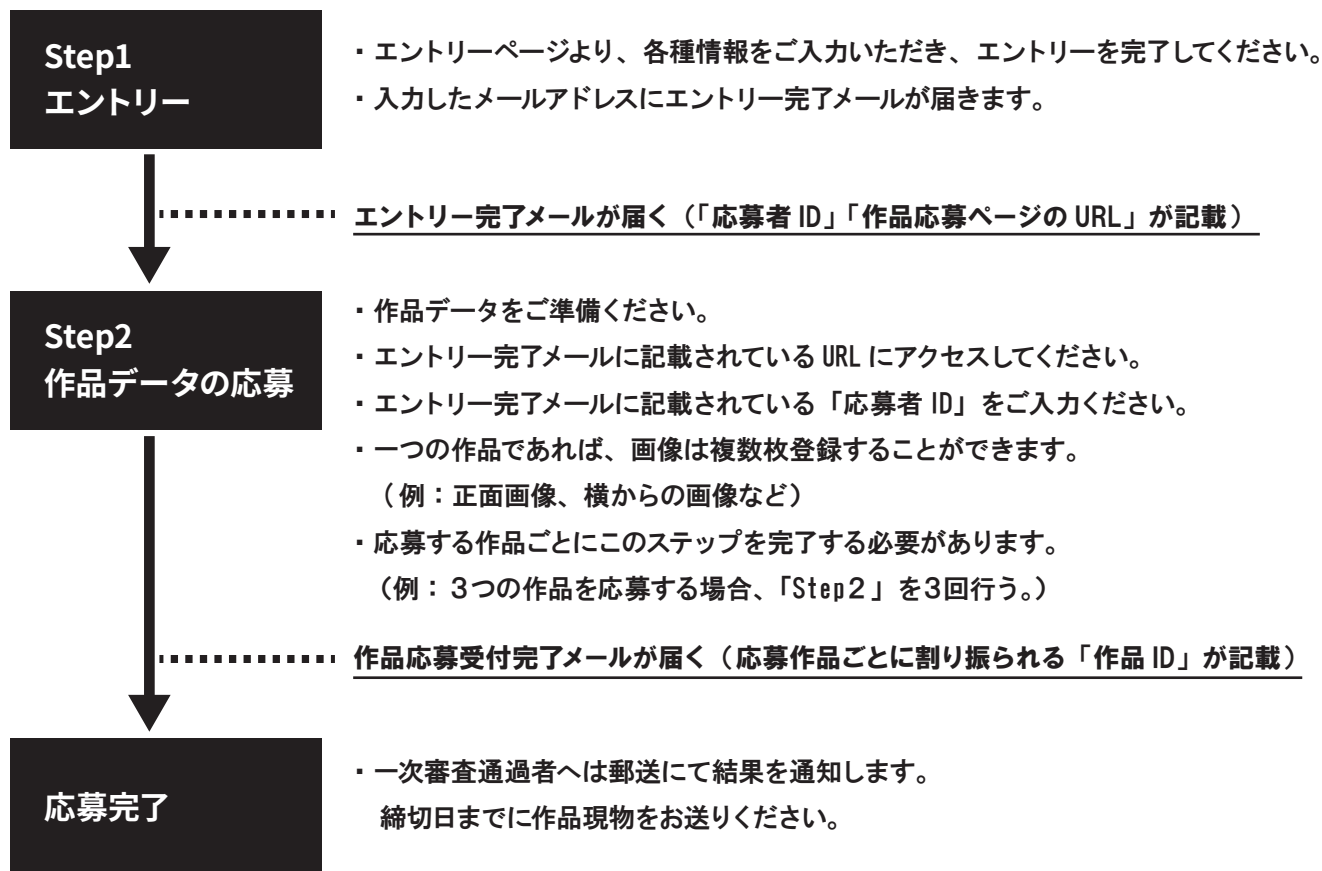 Step1
エントリー
・エントリーページより、各種情報をご入力いただき、エントリーを完了してください。
・入力したメールアドレスにエントリー完了メールが届きます。
エントリー完了メールが届く（「応募者 ID」「作品応募ページの URL」が記載）
Step2
作品データの応募
・作品データをご準備ください。
・エントリー完了メールに記載されている URL にアクセスしてください。
・エントリー完了メールに記載されている「応募者 ID」をご入力ください。
・一つの作品であれば、画像は複数枚登録することができます。
（例：正面画像、横からの画像など）
・応募する作品ごとにこのステップを完了する必要があります。
（例：３つの作品を応募する場合、「Step２」を３回行う。）
作品応募受付完了メールが届く（応募作品ごとに割り振られる「作品 ID」が記載）
応募完了
・一次審査通過者へは郵送にて結果を通知します。
締切日までに作品現物をお送りください。